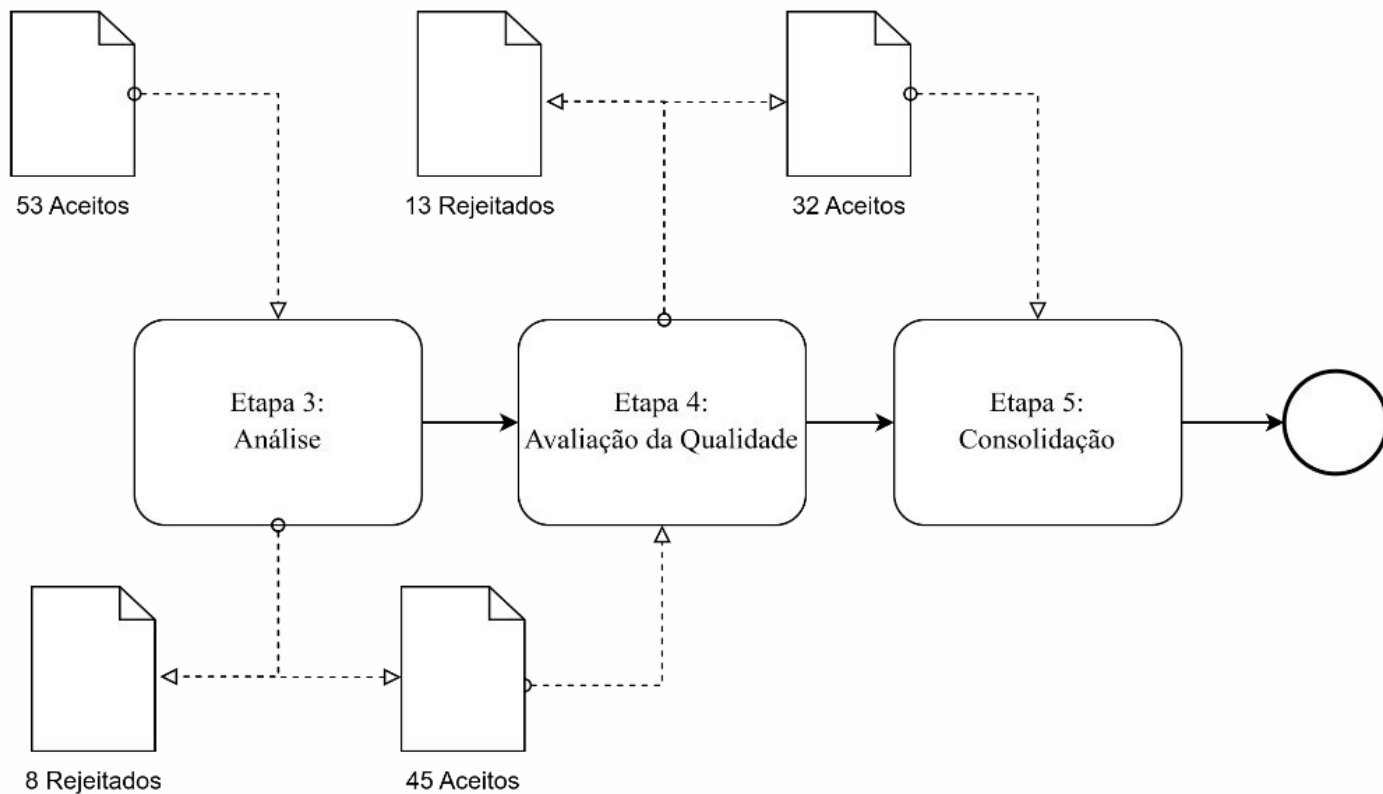 53 Aceitos
13 Rejeitados
32 Aceitos
Etapa 3:
Análise
Etapa 4:
Avaliação da Qualidade
Etapa 5:
Consolidação
8 Rejeitados
45 Aceitos